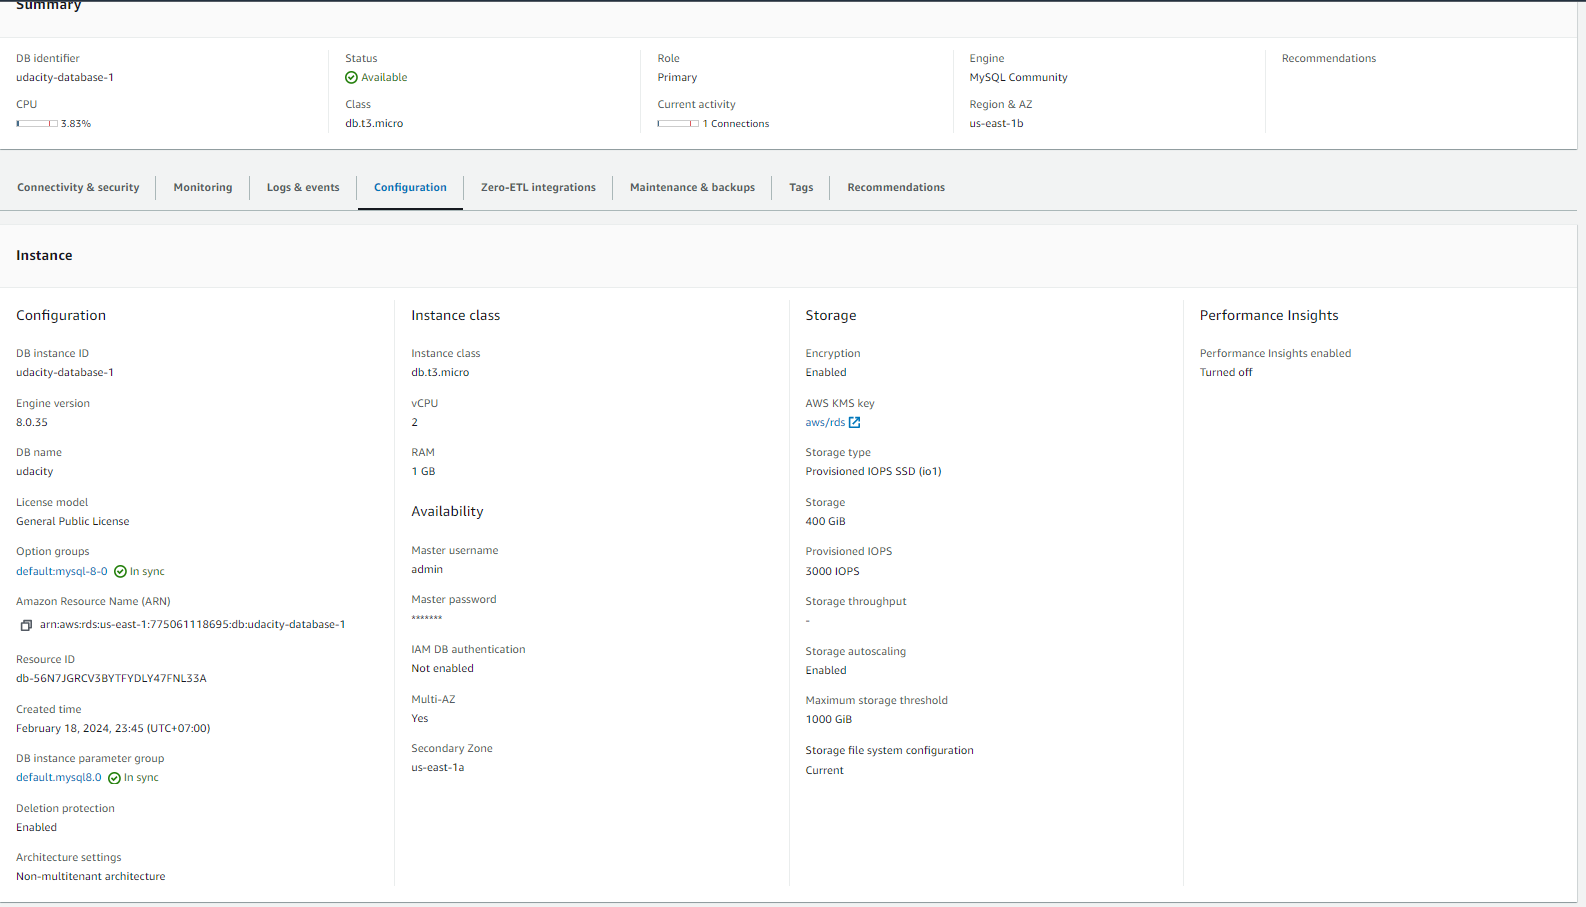 Summary
DB identifier
udacity-database-1
CPU
3.83%
Status
Available
Class
db.t3.micro
Role
Primary
Current activity
1 Connections
Engine
MySQL Community
Region & AZ
us-east-1b
Recommendations
Connectivity & security
Monitoring
Logs & events
Configuration
Zero-ETL integrations
Maintenance & backups
Tags
Recommendations
Instance
Configuration
DB instance ID
udacity-database-1
Engine version
8.0.35
DB name
udacity
License model
General Public License
Option groups
default:mysql-8-0 In sync
Amazon Resource Name (ARN)
arn:aws:rds:us-east-1:775061118695:db:udacity-database-1
Resource ID
db-56N7JGRCV3BYTFYDLY47FNL33A
Created time
February 18, 2024, 23:45 (UTC+07:00)
DB instance parameter group
default.mysql8.0 In sync
Deletion protection
Enabled
Architecture settings
Non-multitenant architecture
Instance class
Instance class
db.t3.micro
vCPU
2
RAM
1 GB
Availability
Master username
admin
Master password
*******
IAM DB authentication
Not enabled
Multi-AZ
Yes
Secondary Zone
us-east-1a
Storage
Encryption
Enabled
AWS KMS key
aws/rds
Storage type
Provisioned IOPS SSD (io1)
Storage
400 GiB
Provisioned IOPS
3000 IOPS
Storage throughput
-
Storage autoscaling
Enabled
Maximum storage threshold
1000 GiB
Storage file system configuration
Current
Performance Insights
Performance Insights enabled
Turned off